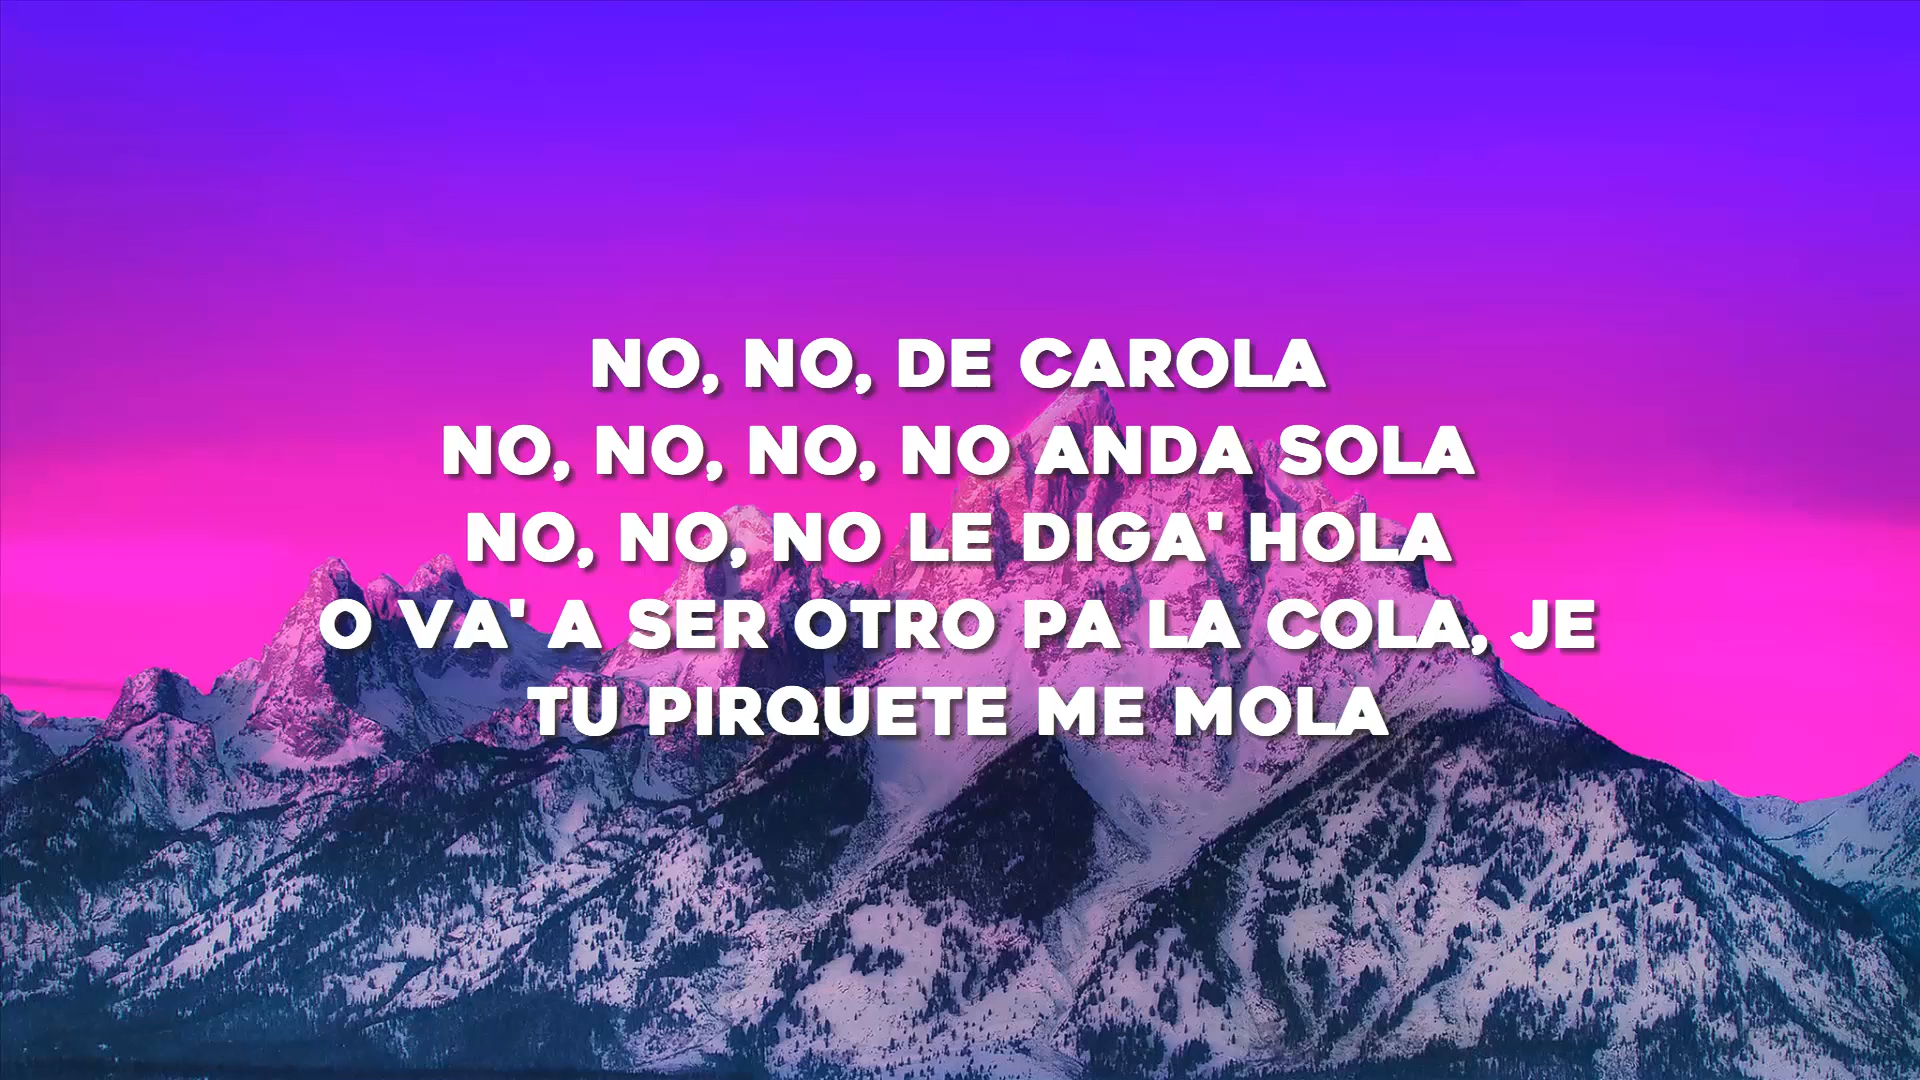 NO, NO, DE CAROLA
NO, NO, NO, NO ANDA SOLA
NO, NO, NO LE DIGA' HOLA
O VA' A SER OTRO PA LA COLA, JE
TU PIRQUETE ME MOLA